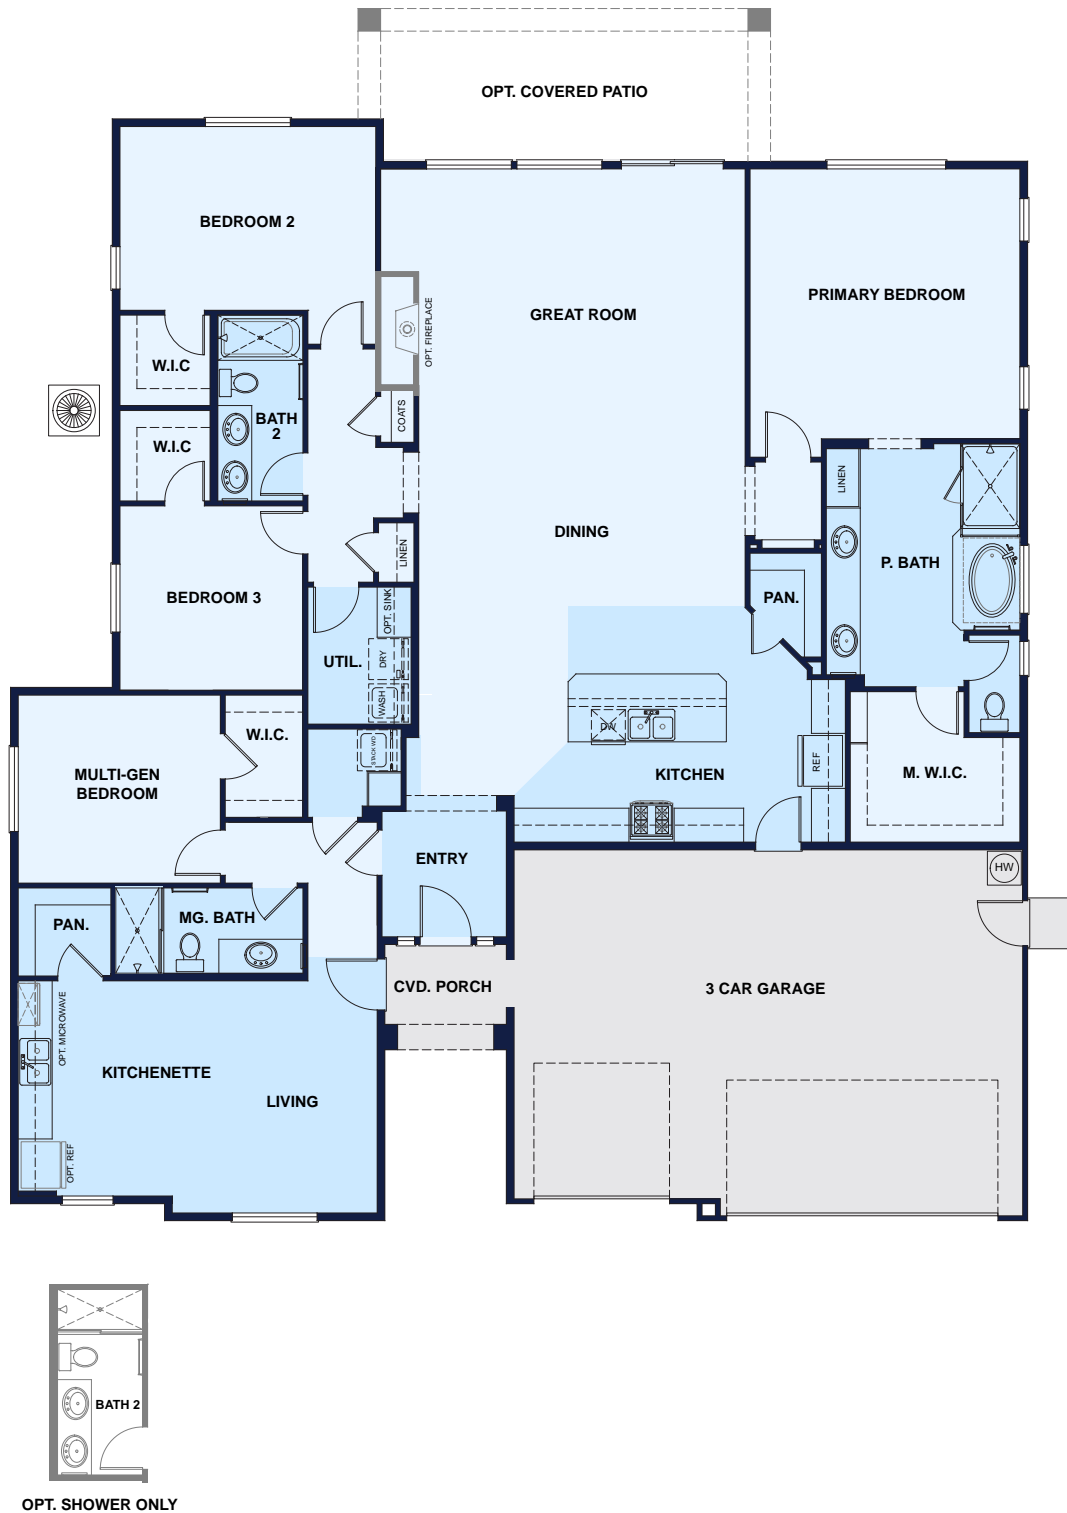 OPT. COVERED PATIO
BEDROOM 2
PRIMARY BEDROOM
GREAT ROOM
OPT. FIREPLACE
W.I.C
COATS
BATH
2
W.I.C
LINEN
DINING
LINEN
P. BATH
BEDROOM 3
OPT. SINK
PAN.
UTIL.
DRY
WASH
DW
W.I.C.
STACK WD
MULTI-GEN
BEDROOM
KITCHEN
REF
M. W.I.C.
ENTRY
HW
PAN.
MG. BATH
CVD. PORCH
3 CAR GARAGE
OPT. MICROWAVE
KITCHENETTE
LIVING
OPT. REF
BATH 2
OPT. SHOWER ONLY